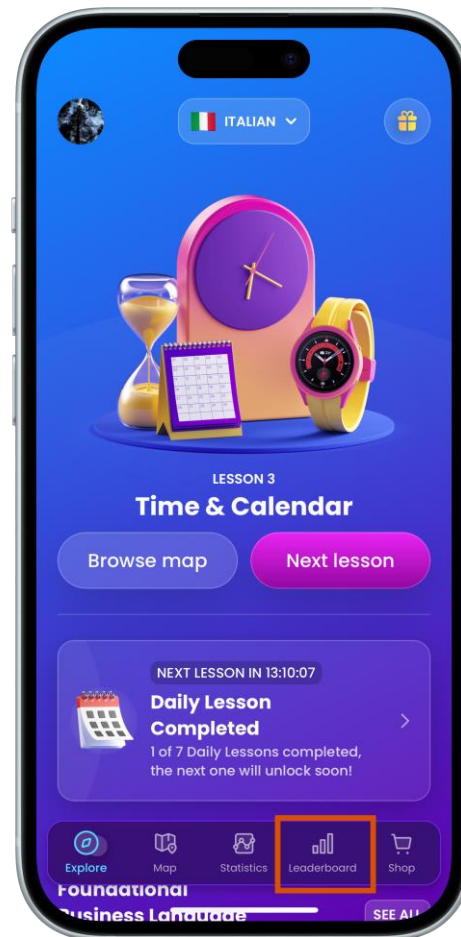 ITALIAN
LESSON 3
Time & Calendar
Browse map
Next lesson
NEXT LESSON IN 13:10:07
Daily Lesson
Completed
1 of 7 Daily Lessons completed,
the next one will unlock soon!
Explore
Map
Statistics
Leaderboard
Shop
Foundational
Business Language
SEE ALL